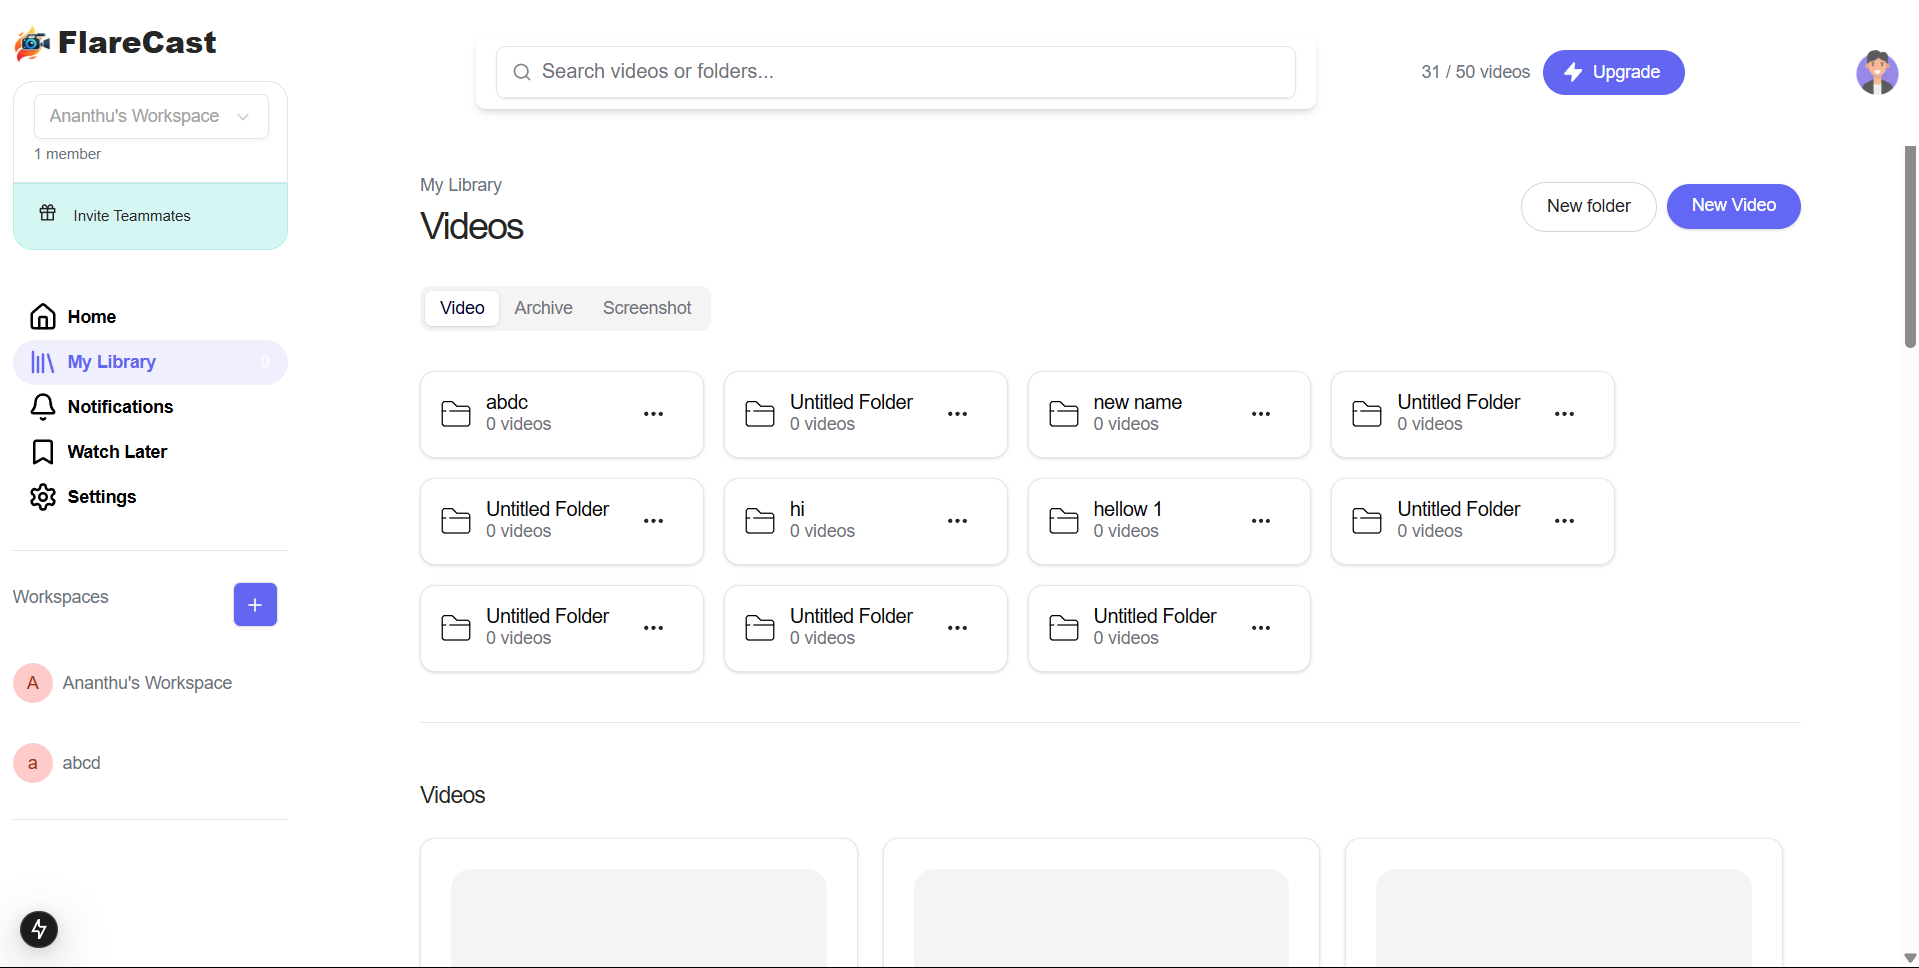 FlareCast
Ananthu's Workspace
1 member
Invite Teammates
Home
My Library 0
Notifications
Watch Later
Settings
Workspaces
A Ananthu's Workspace
a abcd
Search videos or folders...
31 / 50 videos
Upgrade
My Library
Videos
New folder
New Video
Video Archive Screenshot
abdc
0 videos
Untitled Folder
0 videos
new name
0 videos
Untitled Folder
0 videos
Untitled Folder
0 videos
hi
0 videos
hellow 1
0 videos
Untitled Folder
0 videos
Untitled Folder
0 videos
Untitled Folder
0 videos
Untitled Folder
0 videos
Videos